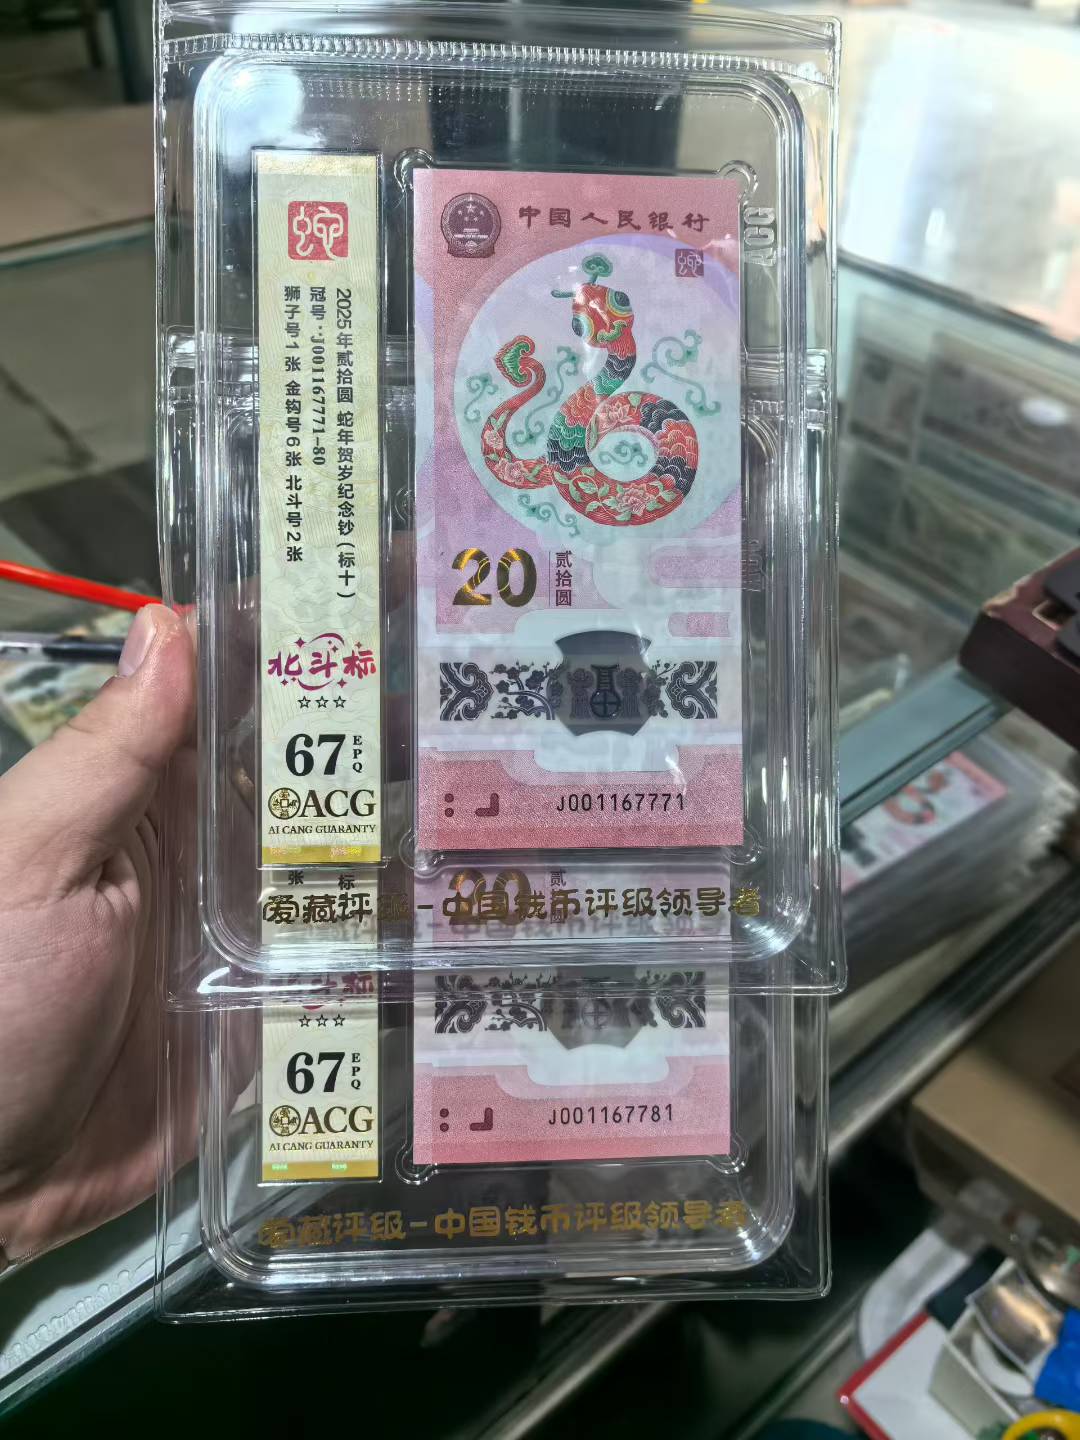 蛇
2025年贰拾圆 蛇年贺岁纪念钞(标十)
冠号:J001167771-80
狮子号1张 金钩号6张 北斗号2张
北斗标
☆☆☆
67 EPQ
ACG
AI CANG GUARANTY
中国人民银行
蛇
20 贰拾圆
J001167771
ACG
爱藏评级-中国钱币评级领导者
张
标
20 贰
☆☆☆
67 EPQ
ACG
AI CANG GUARANTY
J001167781
爱藏评级-中国钱币评级领导者